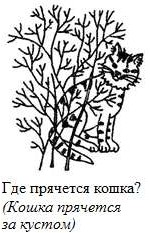 Где прячется кошка?
(Кошка прячется
за кустом)